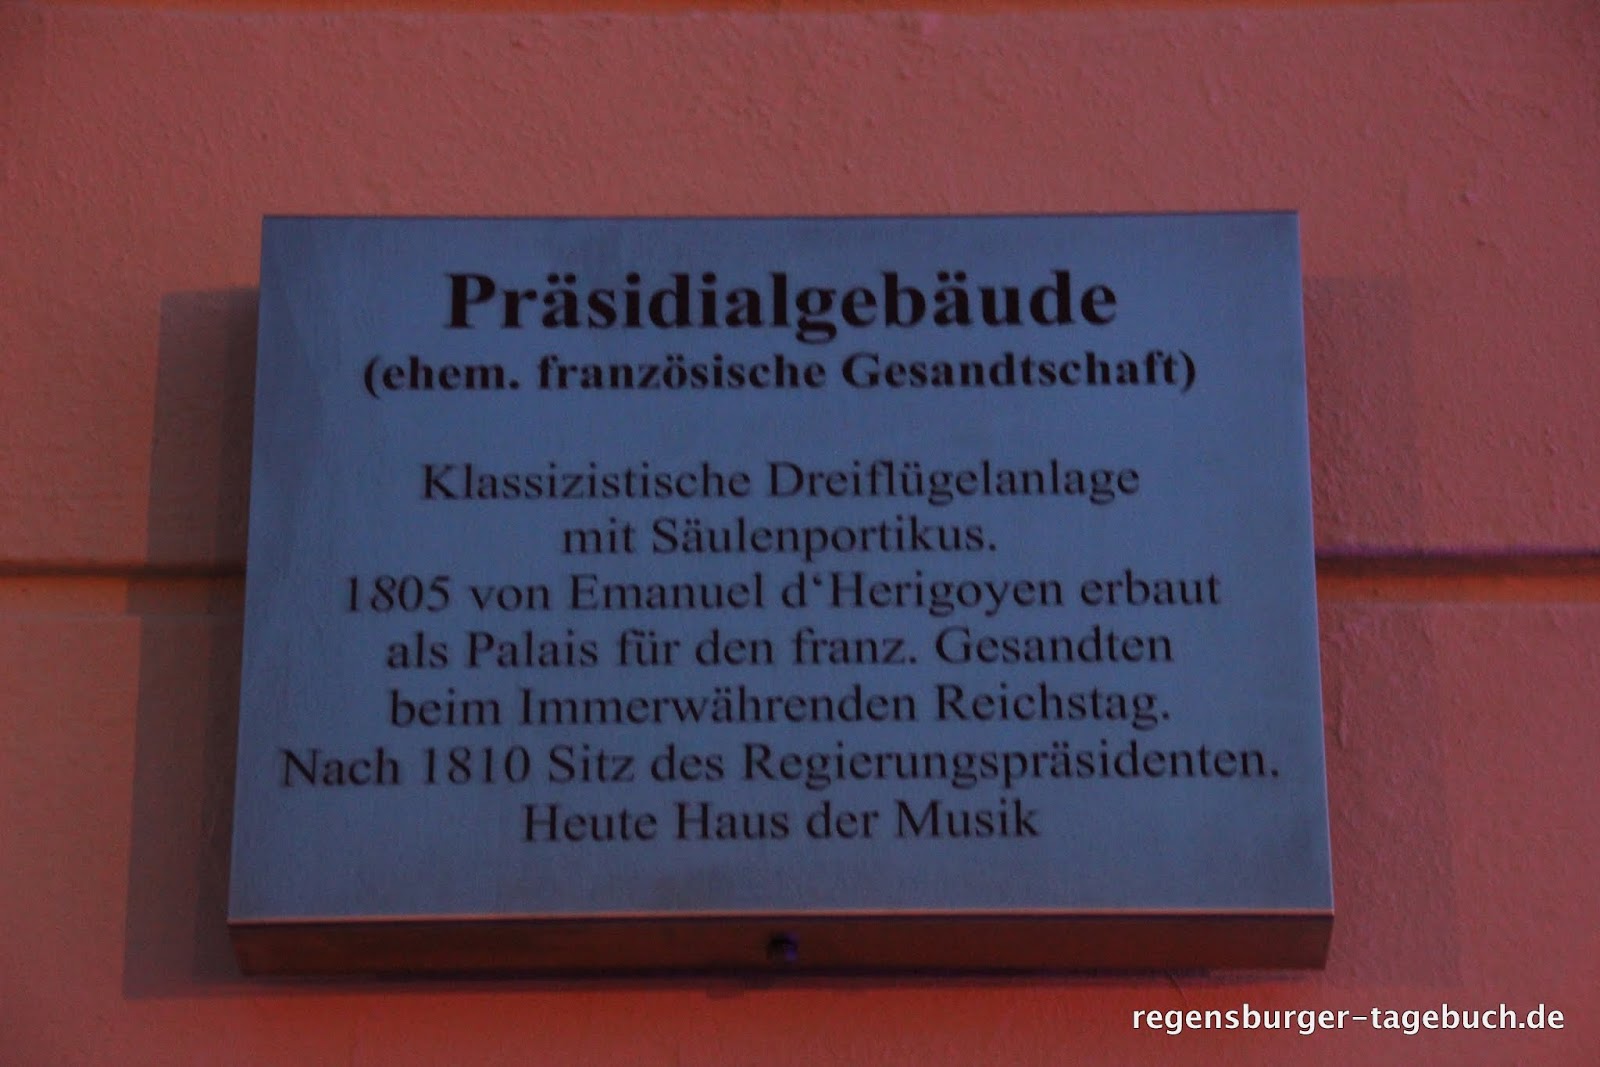 Präsidialgebäude
(ehem. französische Gesandtschaft)
Klassizistische Dreiflügelanlage
mit Säulenportikus.
1805 von Emanuel d‘Herigoyen erbaut
als Palais für den franz. Gesandten
beim Immerwährenden Reichstag.
Nach 1810 Sitz des Regierungspräsidenten.
Heute Haus der Musik
regensburger-tagebuch.de